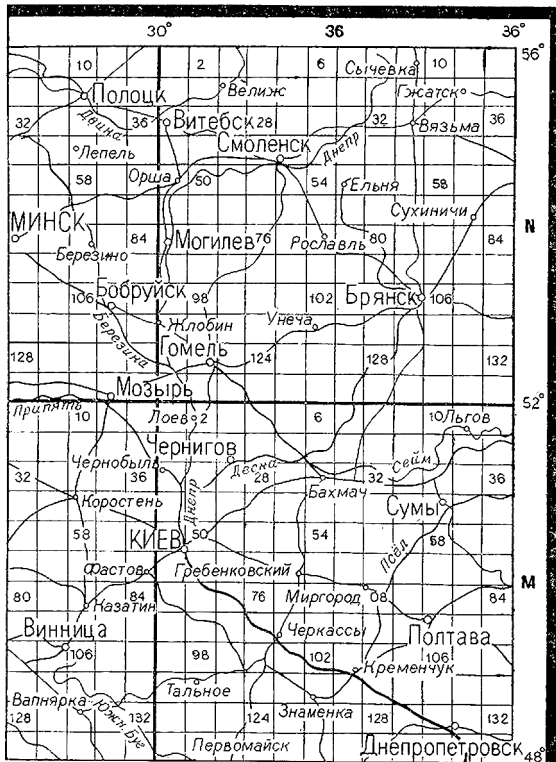 30° 36
56°
10 2 6 Сычевка 10
Полоцк Велиж Гжатск
Двина
32 36 Витебск 28 32 Вязьма 36
Лепель Смоленск Днепр
58 Орша 50 54 Ельня 58
Сухиничи
МИНСК 84 Могилев 76 Рославль 80 84 N
Березино
106 Бобруйск 98 102 Брянск 106
Березина Жлобин Унеча
128 Гомель 124 128 132
Мозырь
52°
Припять 10 Лоев 2 6 10 Льгов
Чернигов
32 Чернобыль 36 Десна 28 32 Сейм 36
Коростень Днепр Бахмач Сумы
58 КИЕВ 50 54 Псёл 58
Фастов Гребенковский M
80 84 76 Миргород 08 84
Казатин
Винница Черкассы Полтава
106 98 102 106
Тальное Кременчук
Вапнярка Южн. Буг Знаменка
128 132 124 128 132
Первомайск
Днепропетровск 48°